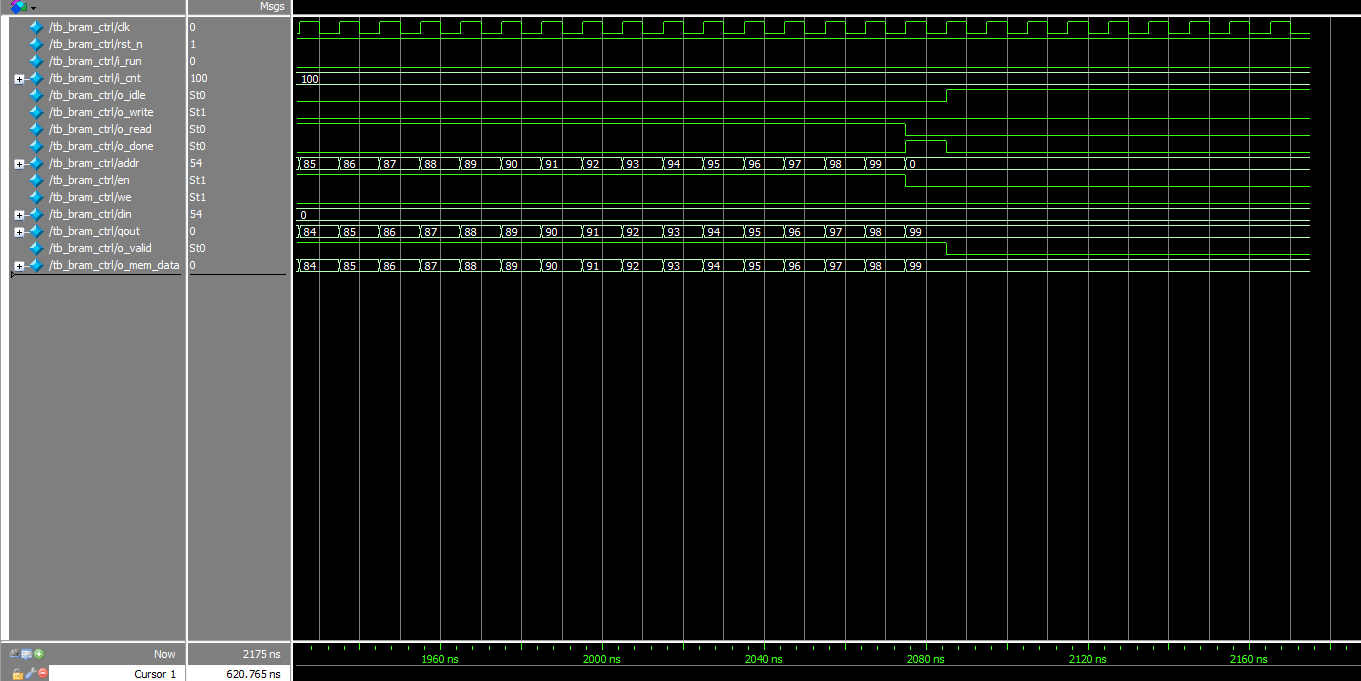 Msgs
/tb_bram_ctrl/clk 0
/tb_bram_ctrl/rst_n 1
/tb_bram_ctrl/i_run 0
/tb_bram_ctrl/i_cnt 100 100
/tb_bram_ctrl/o_idle St0
/tb_bram_ctrl/o_write St1
/tb_bram_ctrl/o_read St0
/tb_bram_ctrl/o_done St0
/tb_bram_ctrl/addr 54 85 86 87 88 89 90 91 92 93 94 95 96 97 98 99 0
/tb_bram_ctrl/en St1
/tb_bram_ctrl/we St1
/tb_bram_ctrl/din 54 0
/tb_bram_ctrl/qout 0 84 85 86 87 88 89 90 91 92 93 94 95 96 97 98 99
/tb_bram_ctrl/o_valid St0
/tb_bram_ctrl/o_mem_data 0 84 85 86 87 88 89 90 91 92 93 94 95 96 97 98 99
Now 2175 ns 1960 ns 2000 ns 2040 ns 2080 ns 2120 ns 2160 ns
Cursor 1 620.765 ns